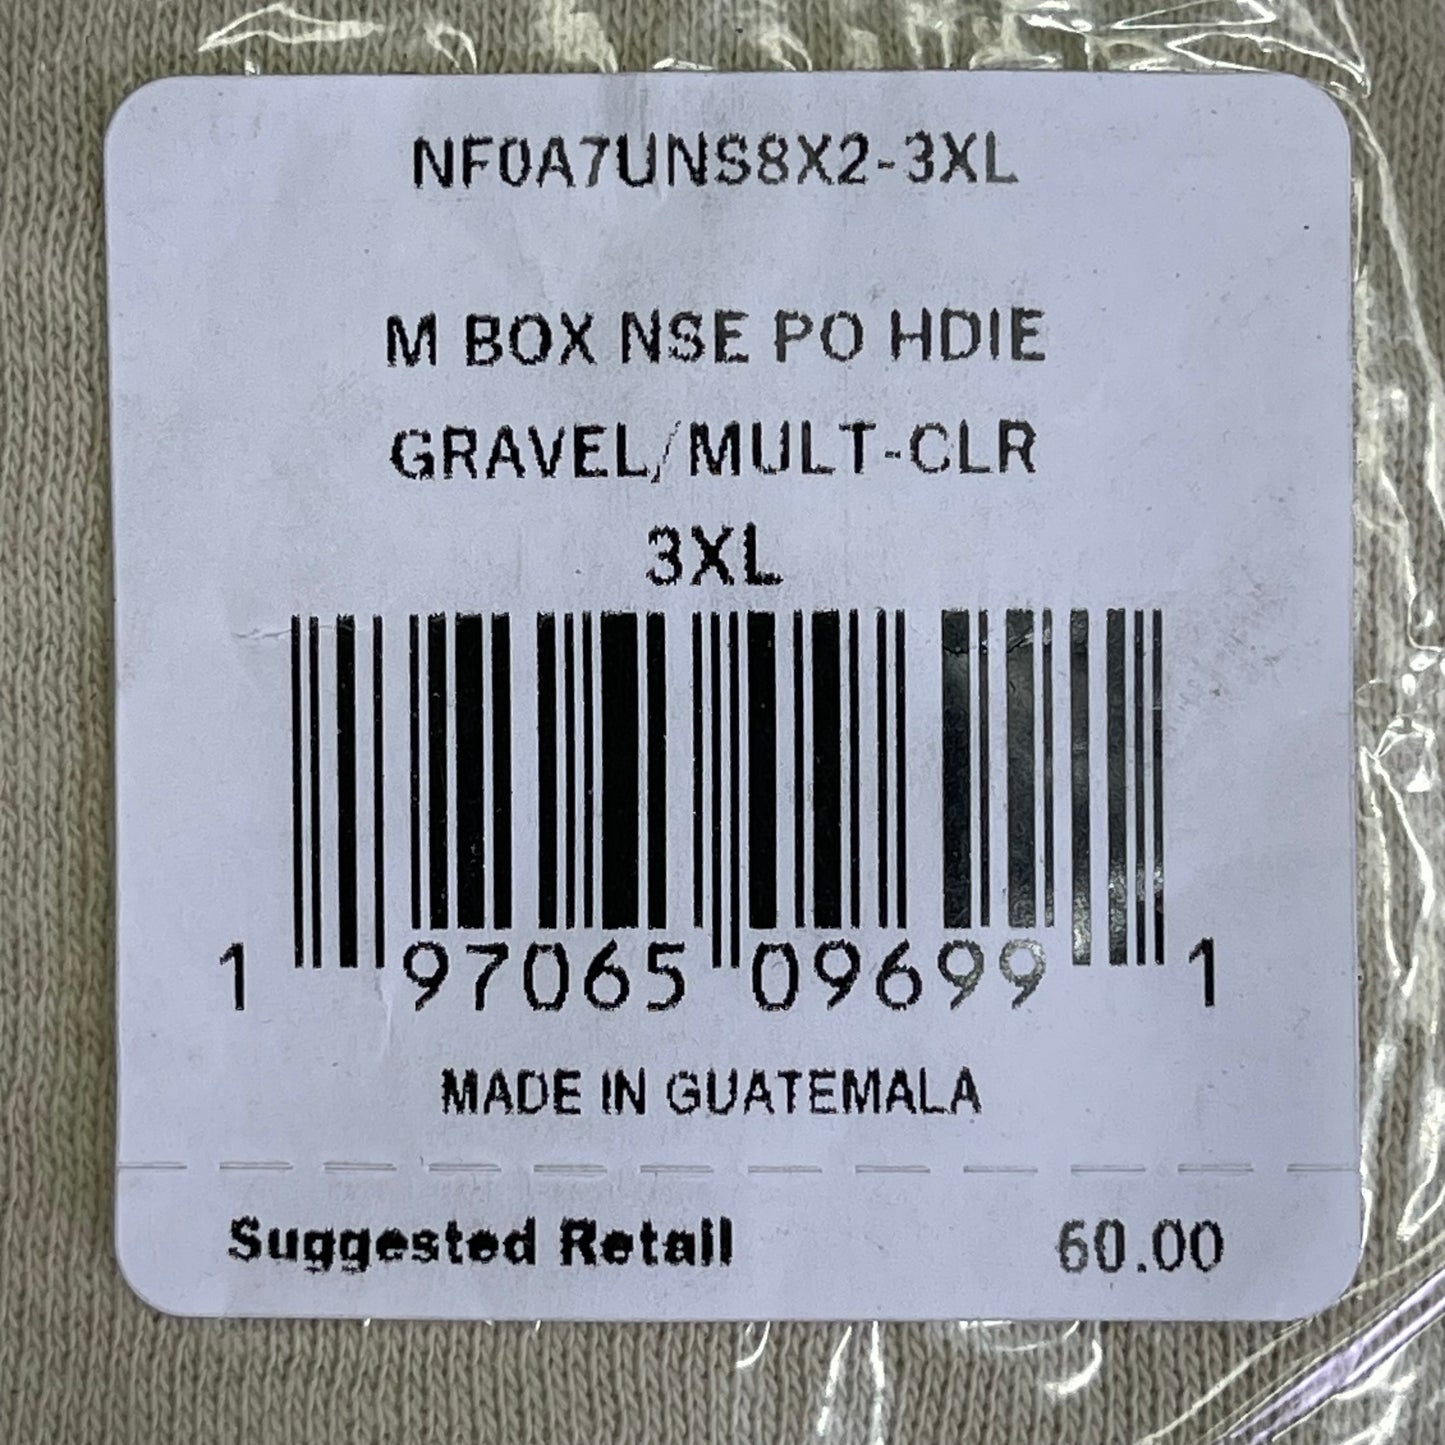 NF0A7UNS8X2-3XL
M BOX NSE PO HDIE
GRAVEL/MULT-CLR
3XL
1 97065 09699 1
MADE IN GUATEMALA
Suggested Retail 60.00